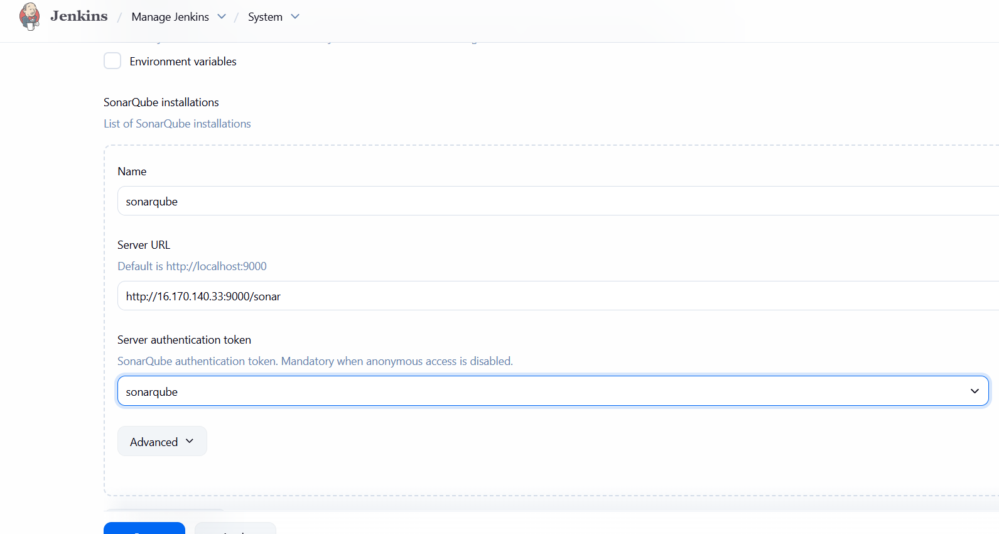 Jenkins / Manage Jenkins / System
Environment variables
SonarQube installations
List of SonarQube installations
Name
sonarqube
Server URL
Default is http://localhost:9000
http://16.170.140.33:9000/sonar
Server authentication token
SonarQube authentication token. Mandatory when anonymous access is disabled.
sonarqube
Advanced